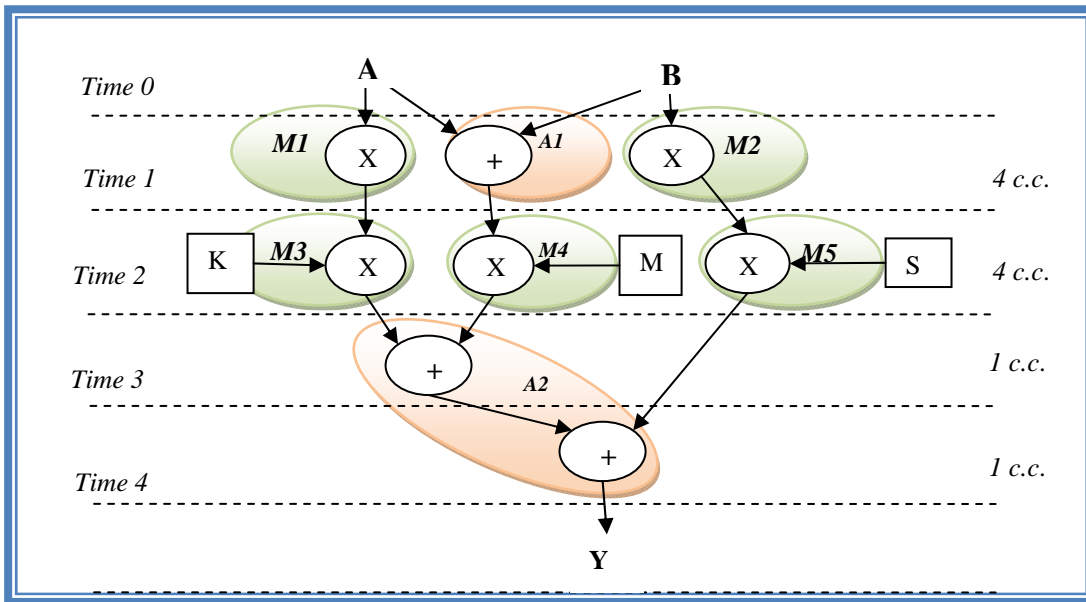 A
B
Time 0
M1
X
+
A1
X
M2
Time 1
4 c.c.
K
M3
X
X
M4
M
X
M5
S
Time 2
4 c.c.
+
A2
Time 3
1 c.c.
+
Time 4
1 c.c.
Y